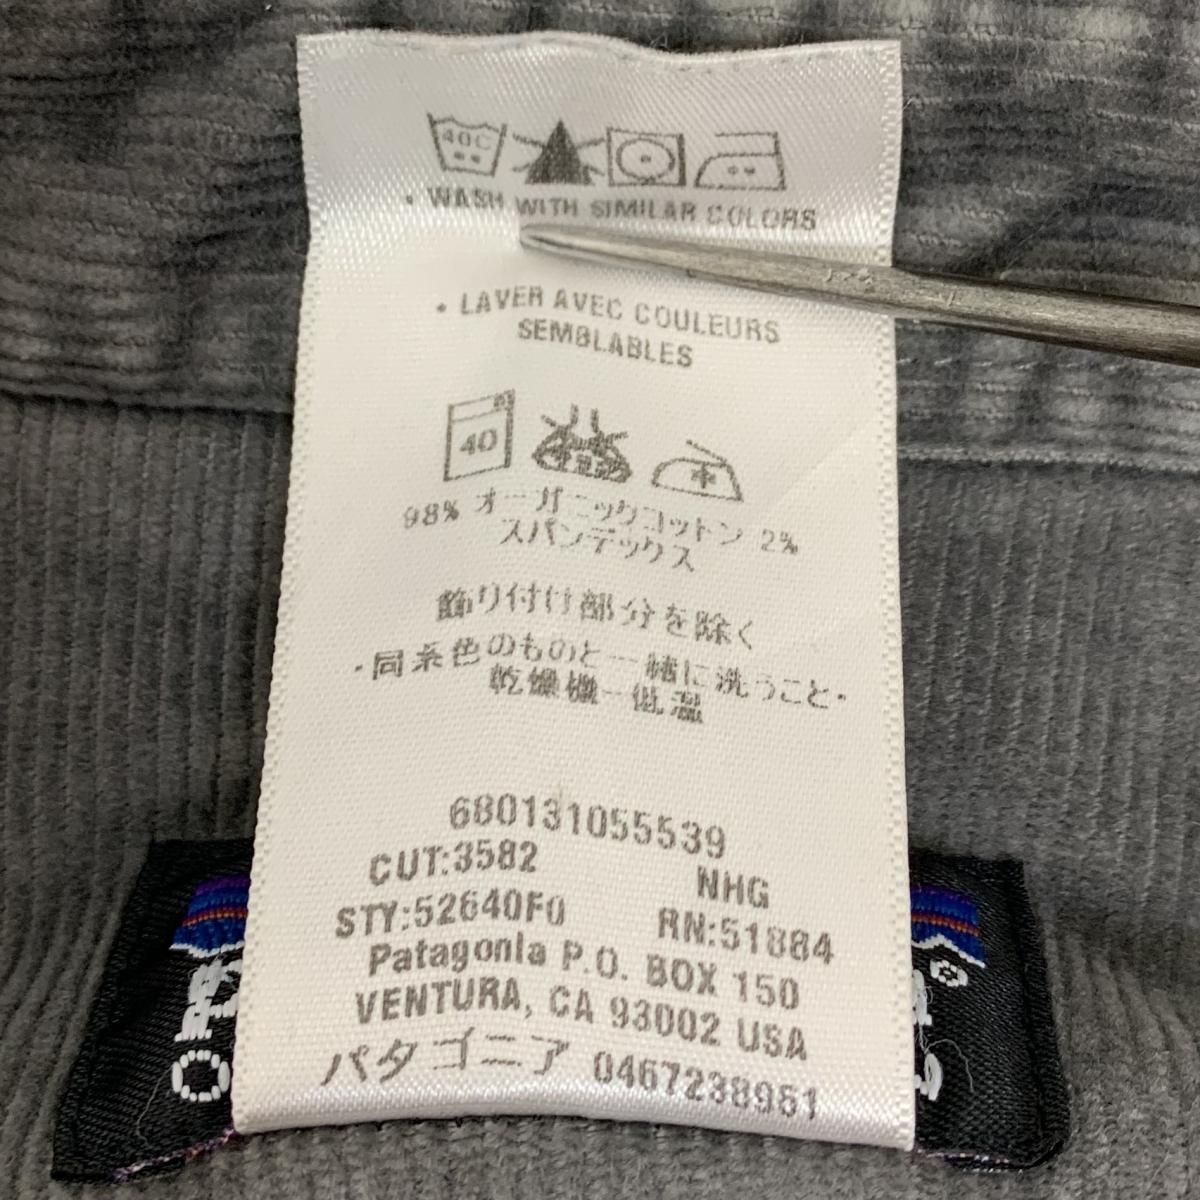 40C
• WASH WITH SIMILAR COLORS
• LAVER AVEC COULEURS
SEMBLABLES
40
98% オーガニックコットン 2%
スパンデックス
飾り付け部分を除く
・同系色のものと一緒に洗うこと・
乾燥機ー低温
680131055539
CUT:3582 NHG
STY:52640F0 RN:51884
Patagonia P.O. BOX 150
VENTURA, CA 93002 USA
パタゴニア 0467238961